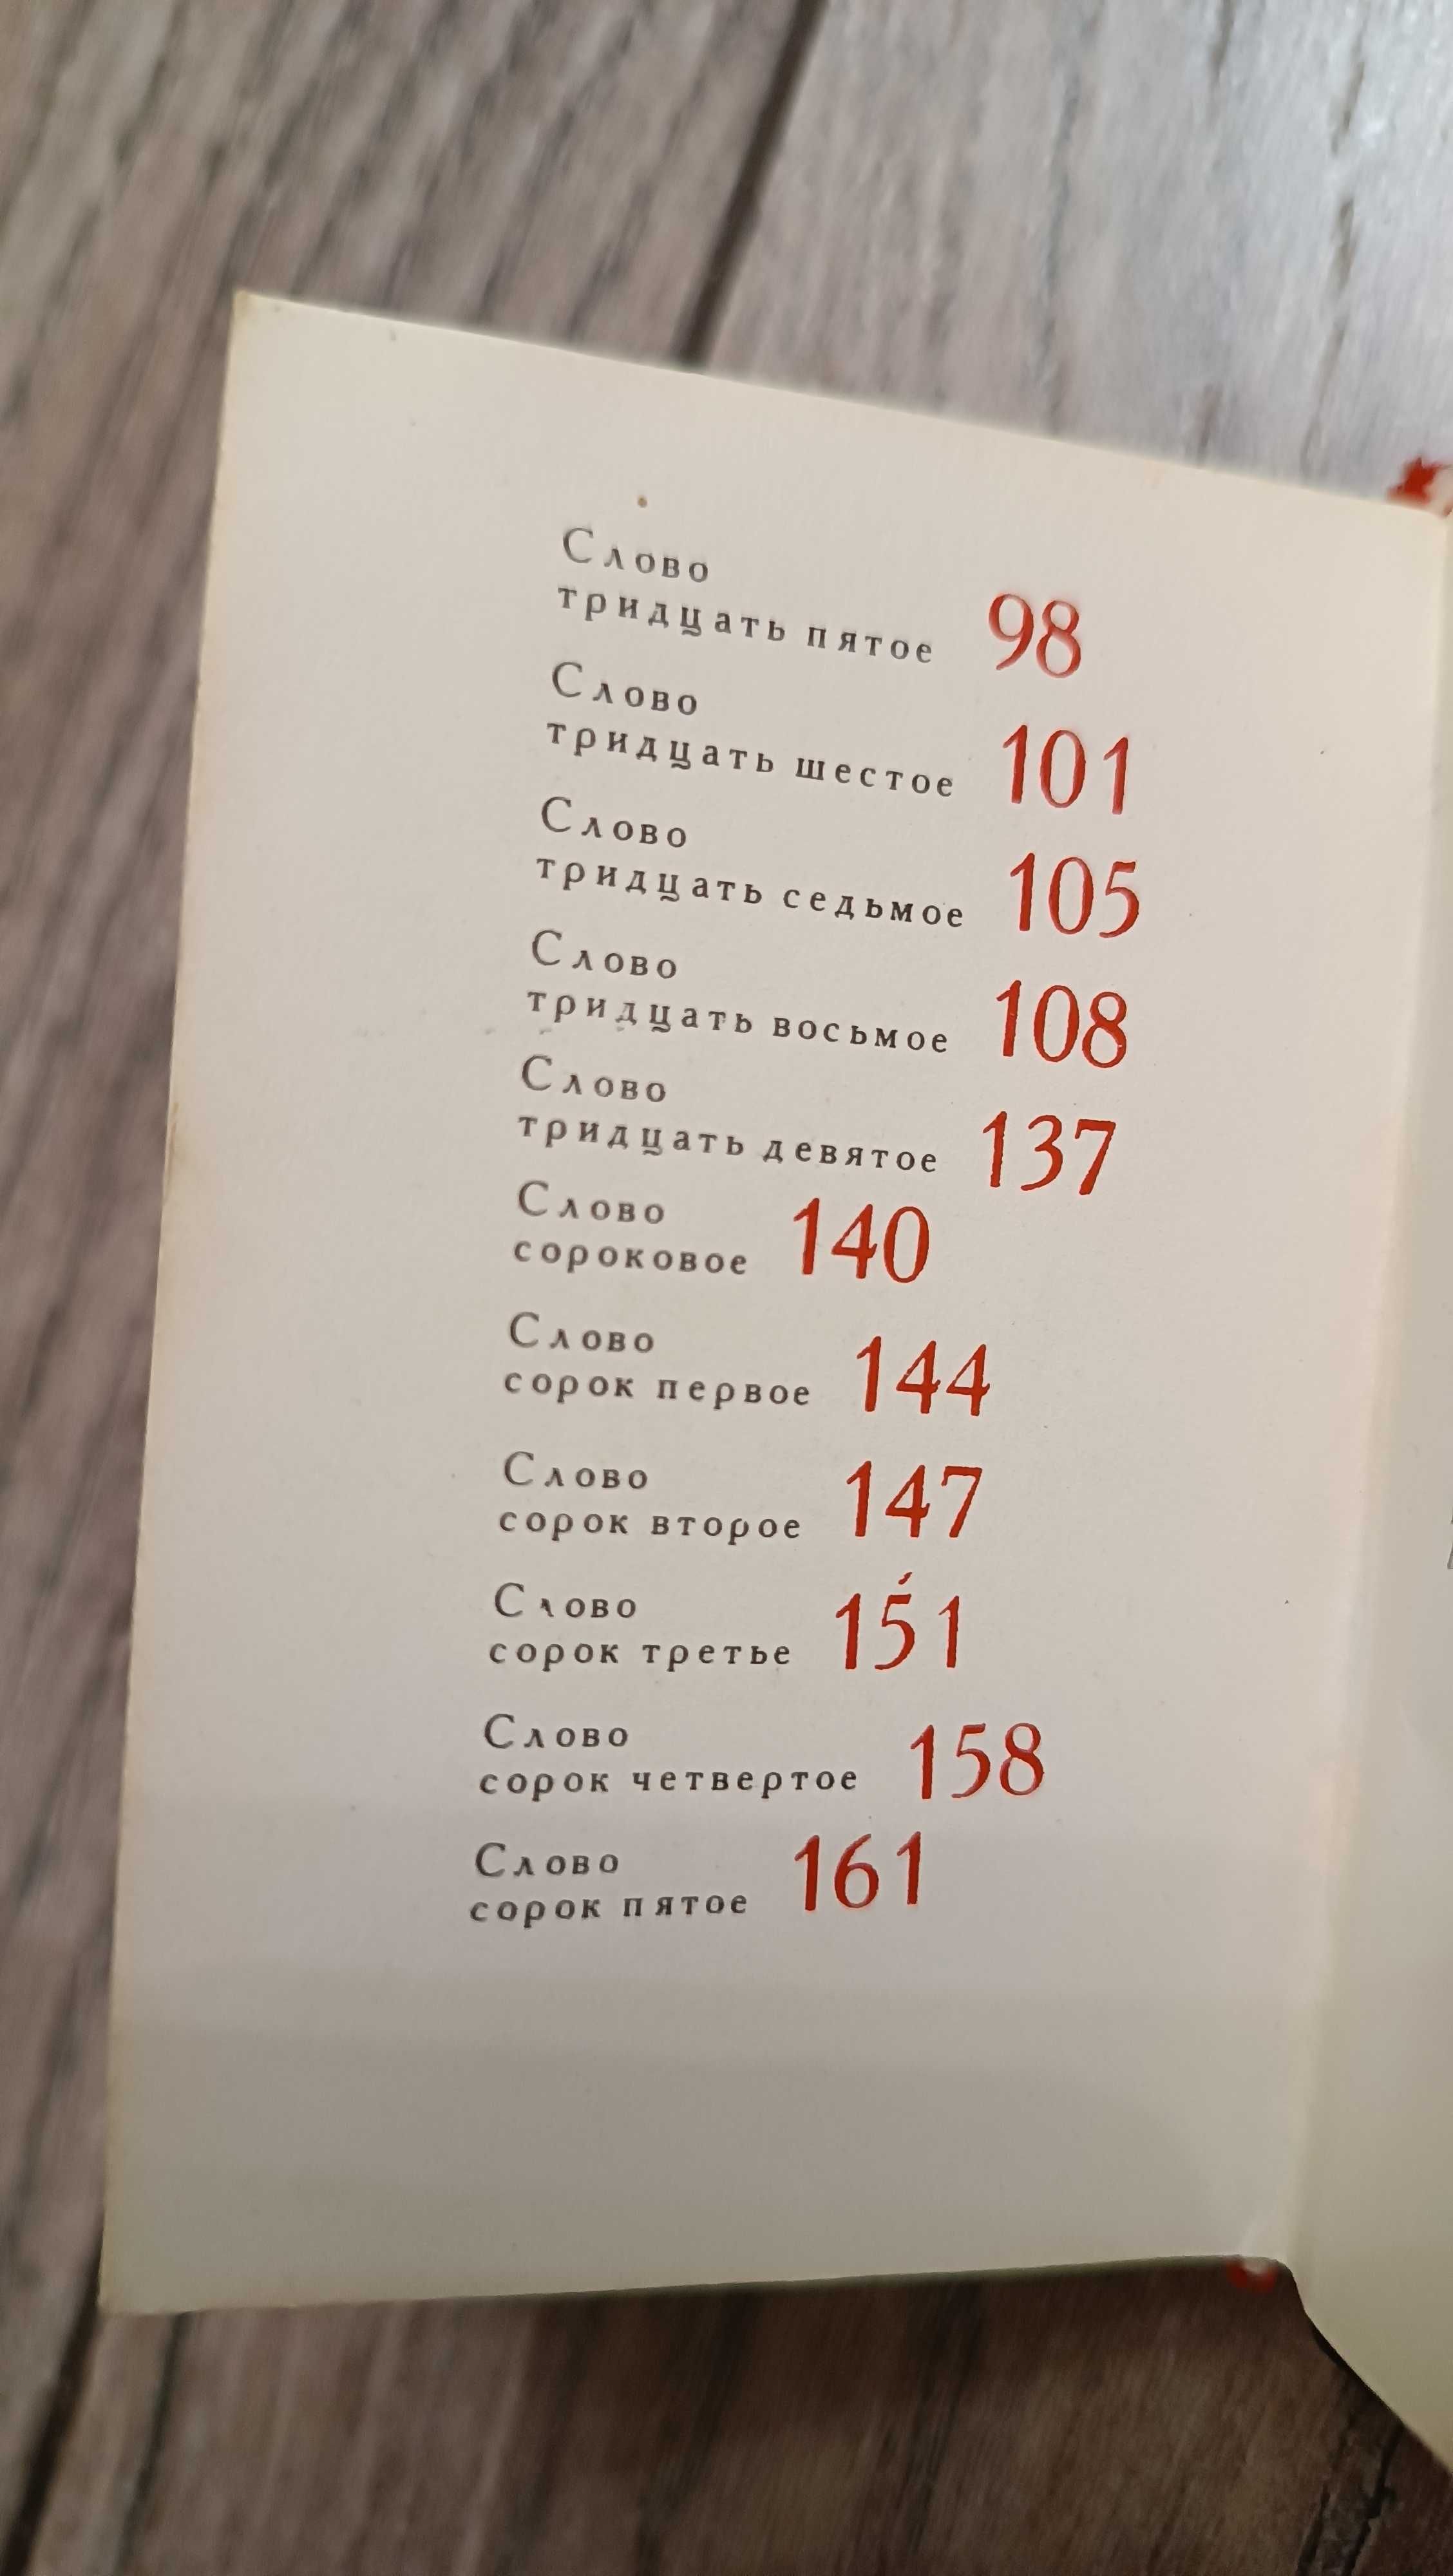 Слово
тридцать пятое 98
Слово
тридцать шестое 101
Слово
тридцать седьмое 105
Слово
тридцать восьмое 108
Слово
тридцать девятое 137
Слово
сороковое 140
Слово
сорок первое 144
Слово
сорок второе 147
Слово
сорок третье 151
Слово
сорок четвертое 158
Слово
сорок пятое 161